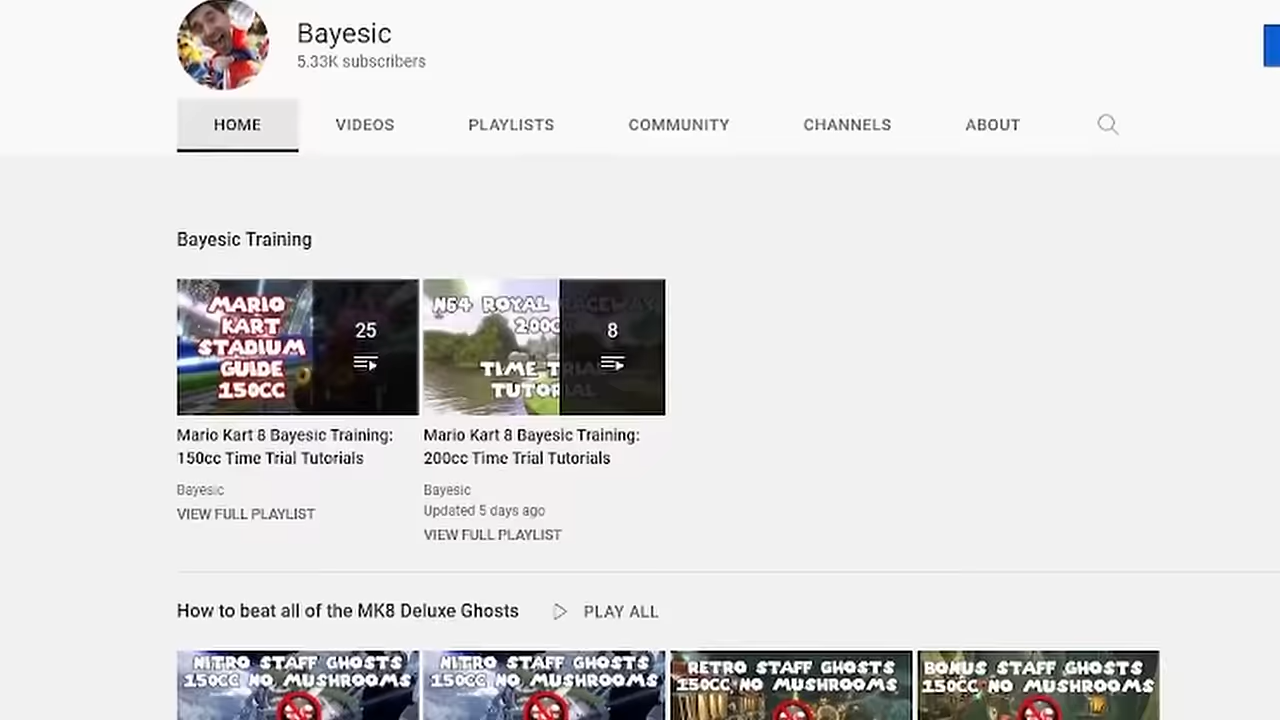 Bayesic
5.33K subscribers
HOME VIDEOS PLAYLISTS COMMUNITY CHANNELS ABOUT
Bayesic Training
MARIO
KART
STADIUM
GUIDE
150CC
25
N64 ROYAL RACEWAY
200CC
TIME TRIAL
TUTORIAL
8
Mario Kart 8 Bayesic Training:
150cc Time Trial Tutorials
Bayesic
VIEW FULL PLAYLIST
Mario Kart 8 Bayesic Training:
200cc Time Trial Tutorials
Bayesic
Updated 5 days ago
VIEW FULL PLAYLIST
How to beat all of the MK8 Deluxe Ghosts PLAY ALL
NITRO STAFF GHOSTS
150CC NO MUSHROOMS
NITRO STAFF GHOSTS
150CC NO MUSHROOMS
RETRO STAFF GHOSTS
150CC NO MUSHROOMS
BONUS STAFF GHOSTS
150CC NO MUSHROOMS